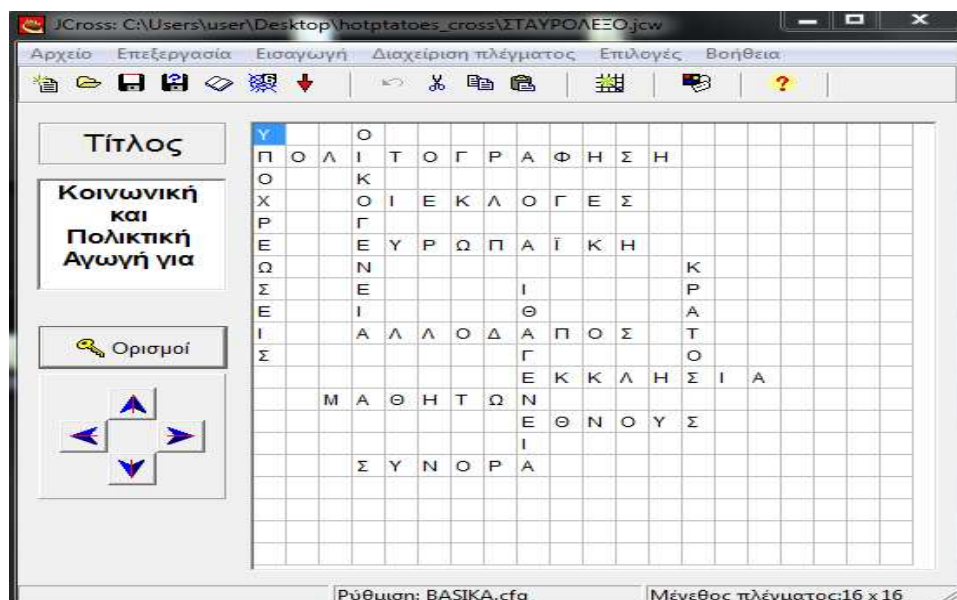 JCross: C:\Users\user\Desktop\hotptatoes_cross\ΣΤΑΥΡΟΛΕΞΟ.jcw
Αρχείο Επεξεργασία Εισαγωγή Διαχείριση πλέγματος Επιλογές Βοήθεια
Τίτλος
Κοινωνική
και
Πολικτική
Αγωγή για
Ορισμοί
Υ Ο
Π Ο Λ Ι Τ Ο Γ Ρ Α Φ Η Σ Η
Ο Κ
Χ Ο Ι Ε Κ Λ Ο Γ Ε Σ
Ρ Γ
Ε Ε Υ Ρ Ω Π Α Ϊ Κ Η
Ω Ν Κ
Σ Ε Ι Ρ
Ε Ι Θ Α
Ι Α Λ Λ Ο Δ Α Π Ο Σ Τ
Σ Γ Ο
Ε Κ Κ Λ Η Σ Ι Α
Μ Α Θ Η Τ Ω Ν
Ε Θ Ν Ο Υ Σ
Ι
Σ Υ Ν Ο Ρ Α
Ρύθμιση: BASIKA.cfg Μέγεθος πλέγματος:16 x 16